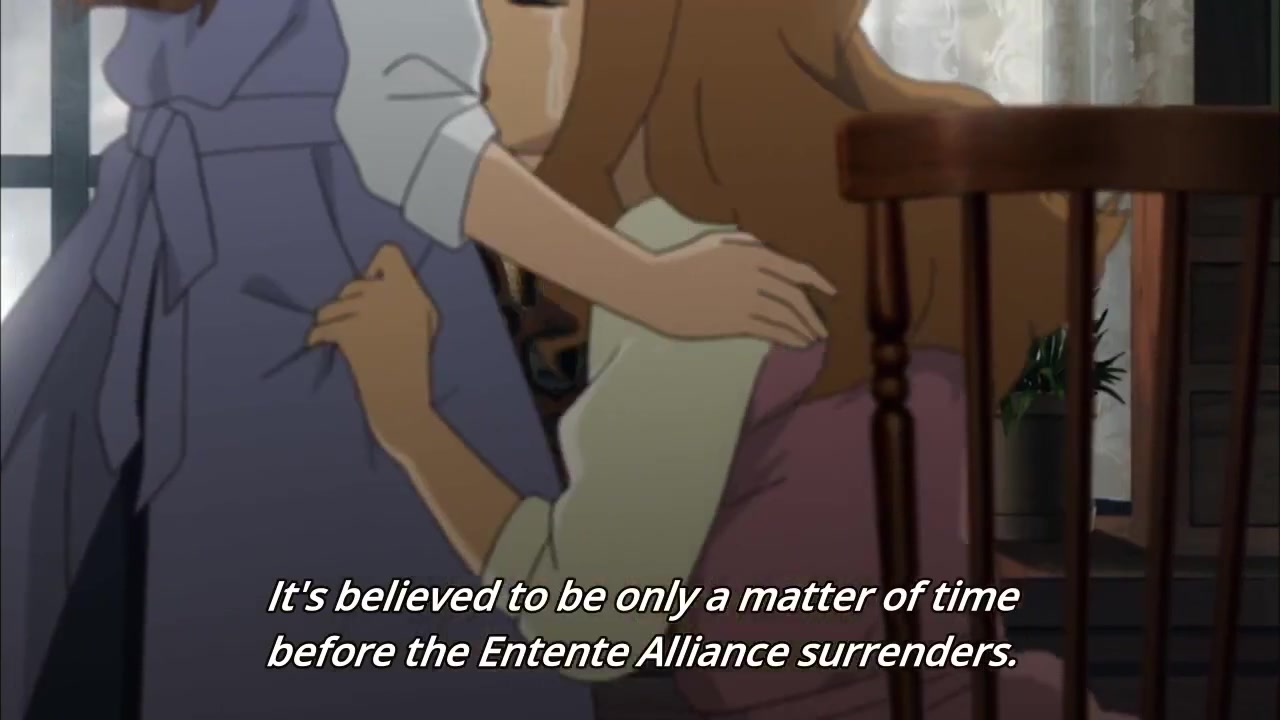 It's believed to be only a matter of time
before the Entente Alliance surrenders.